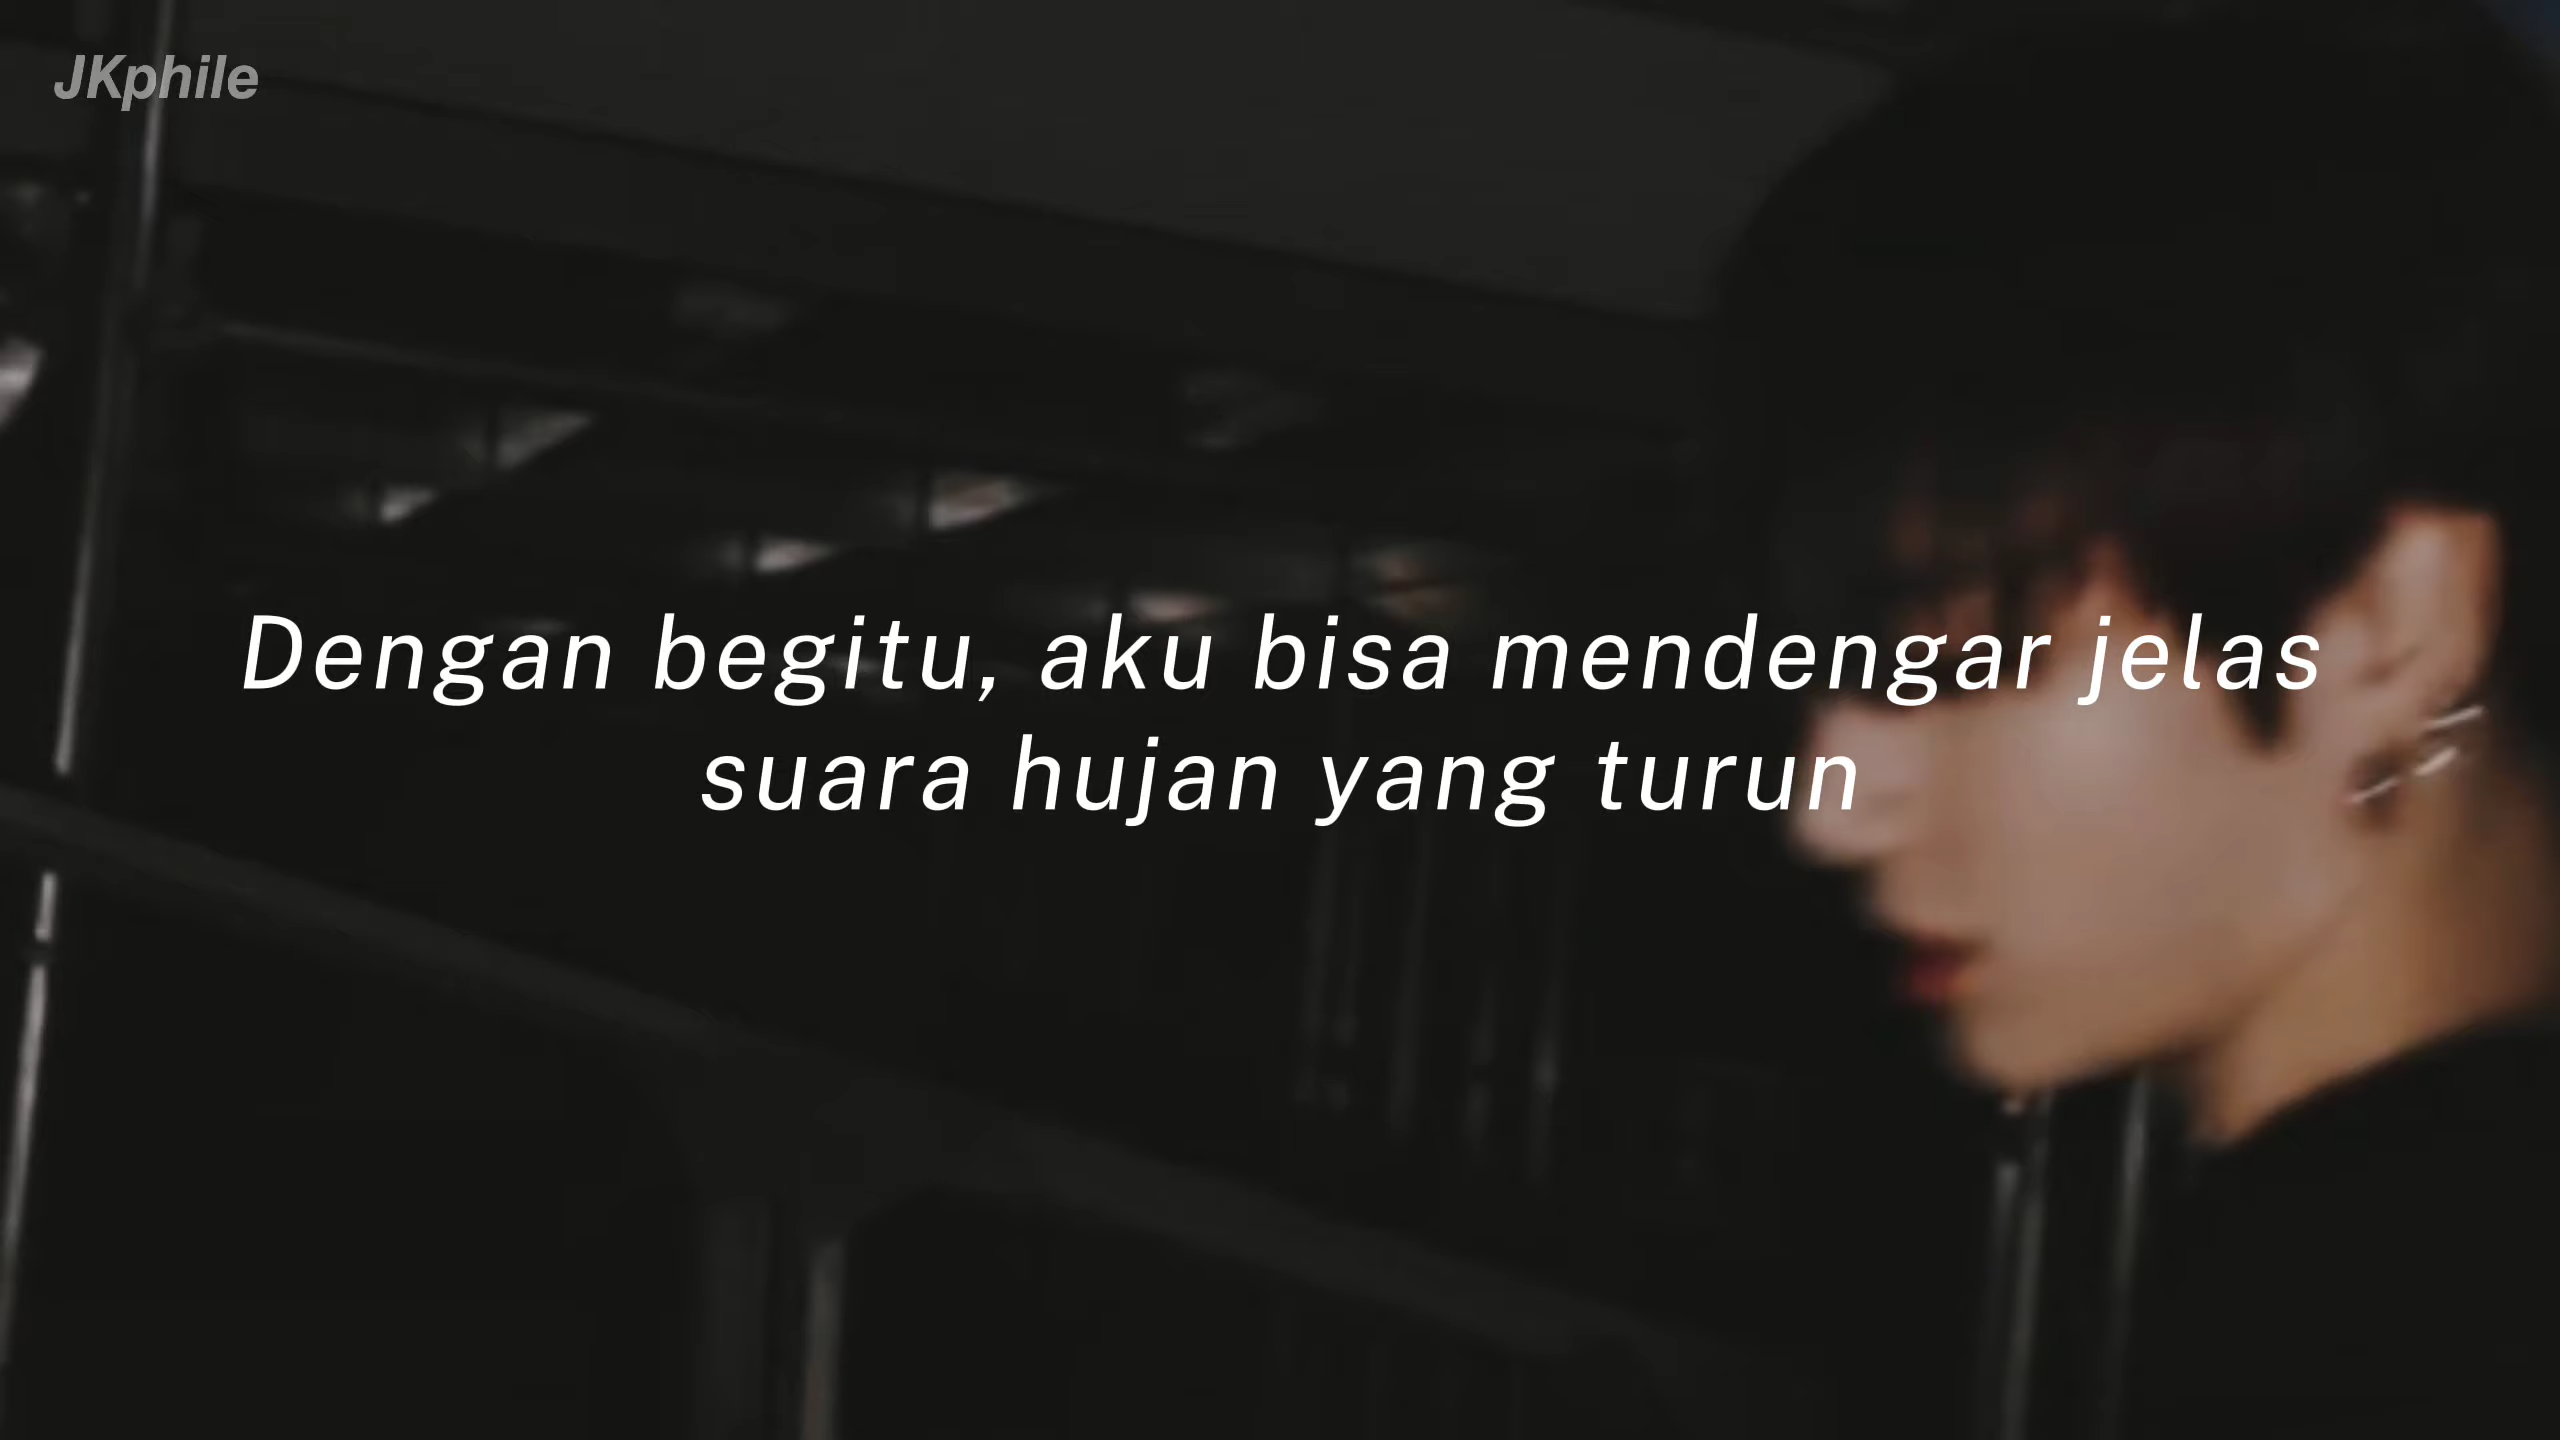 JKphile
Dengan begitu, aku bisa mendengar jelas
suara hujan yang turun